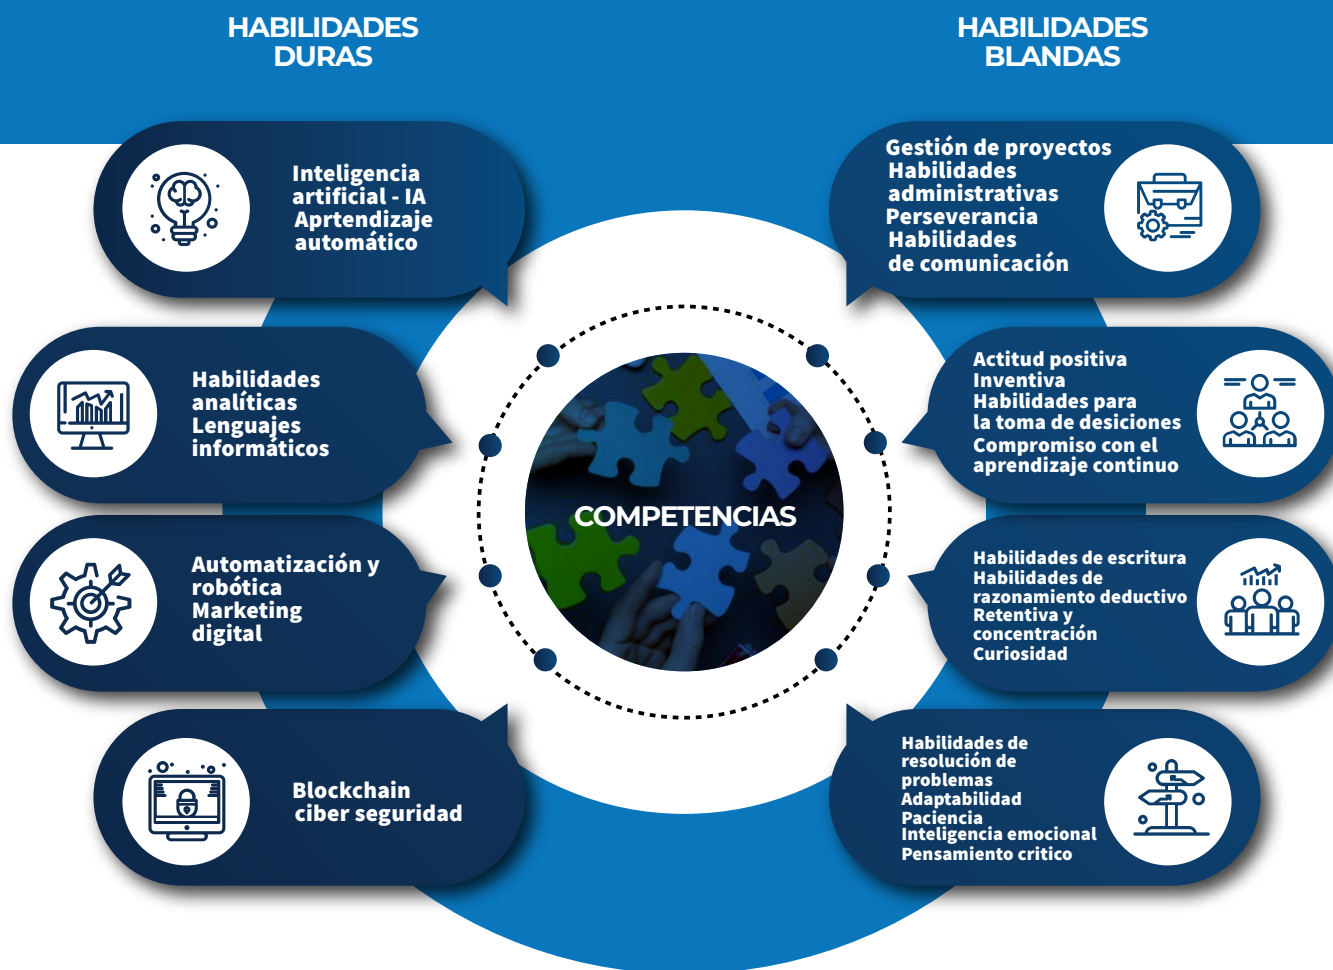 HABILIDADES
DURAS
Inteligencia
artificial - IA
Aprtendizaje
automático
Habilidades
analíticas
Lenguajes
informáticos
Automatización y
robótica
Marketing
digital
Blockchain
ciber seguridad
COMPETENCIAS
HABILIDADES
BLANDAS
Gestión de proyectos
Habilidades
administrativas
Perseverancia
Habilidades
de comunicación
Actitud positiva
Inventiva
Habilidades para
la toma de desiciones
Compromiso con el
aprendizaje continuo
Habilidades de escritura
Habilidades de
razonamiento deductivo
Retentiva y
concentración
Curiosidad
Habilidades de
resolución de
problemas
Adaptabilidad
Paciencia
Inteligencia emocional
Pensamiento critico